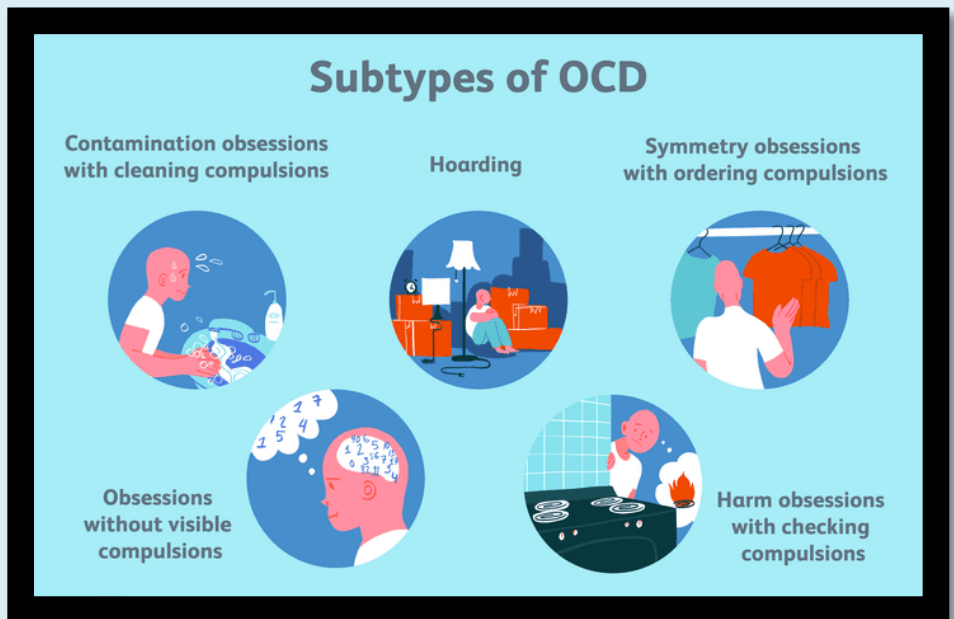 Subtypes of OCD
Contamination obsessions
with cleaning compulsions
Hoarding
Symmetry obsessions
with ordering compulsions
Obsessions
without visible
compulsions
Harm obsessions
with checking
compulsions